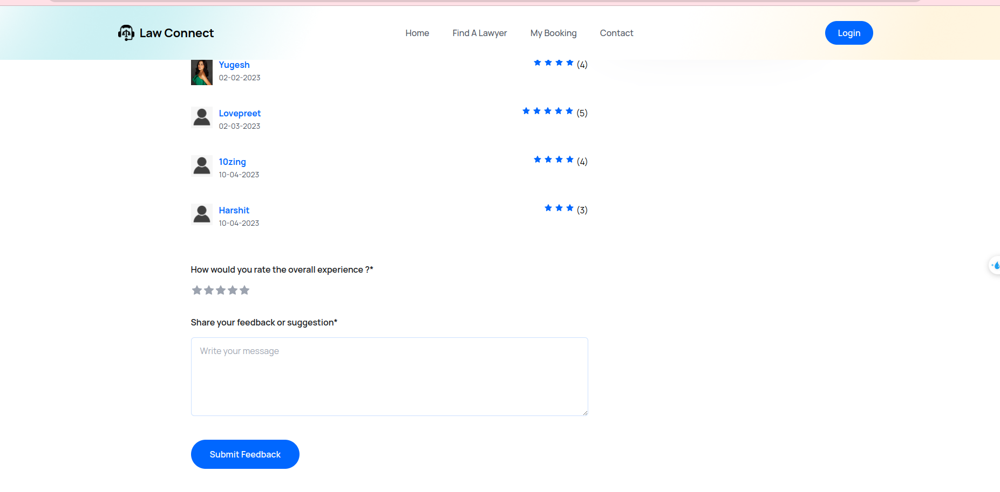 Law Connect
Home Find A Lawyer My Booking Contact
Login
Yugesh (4)
02-02-2023
Lovepreet (5)
02-03-2023
10zing (4)
10-04-2023
Harshit (3)
10-04-2023
How would you rate the overall experience ?*
Share your feedback or suggestion*
Write your message
Submit Feedback